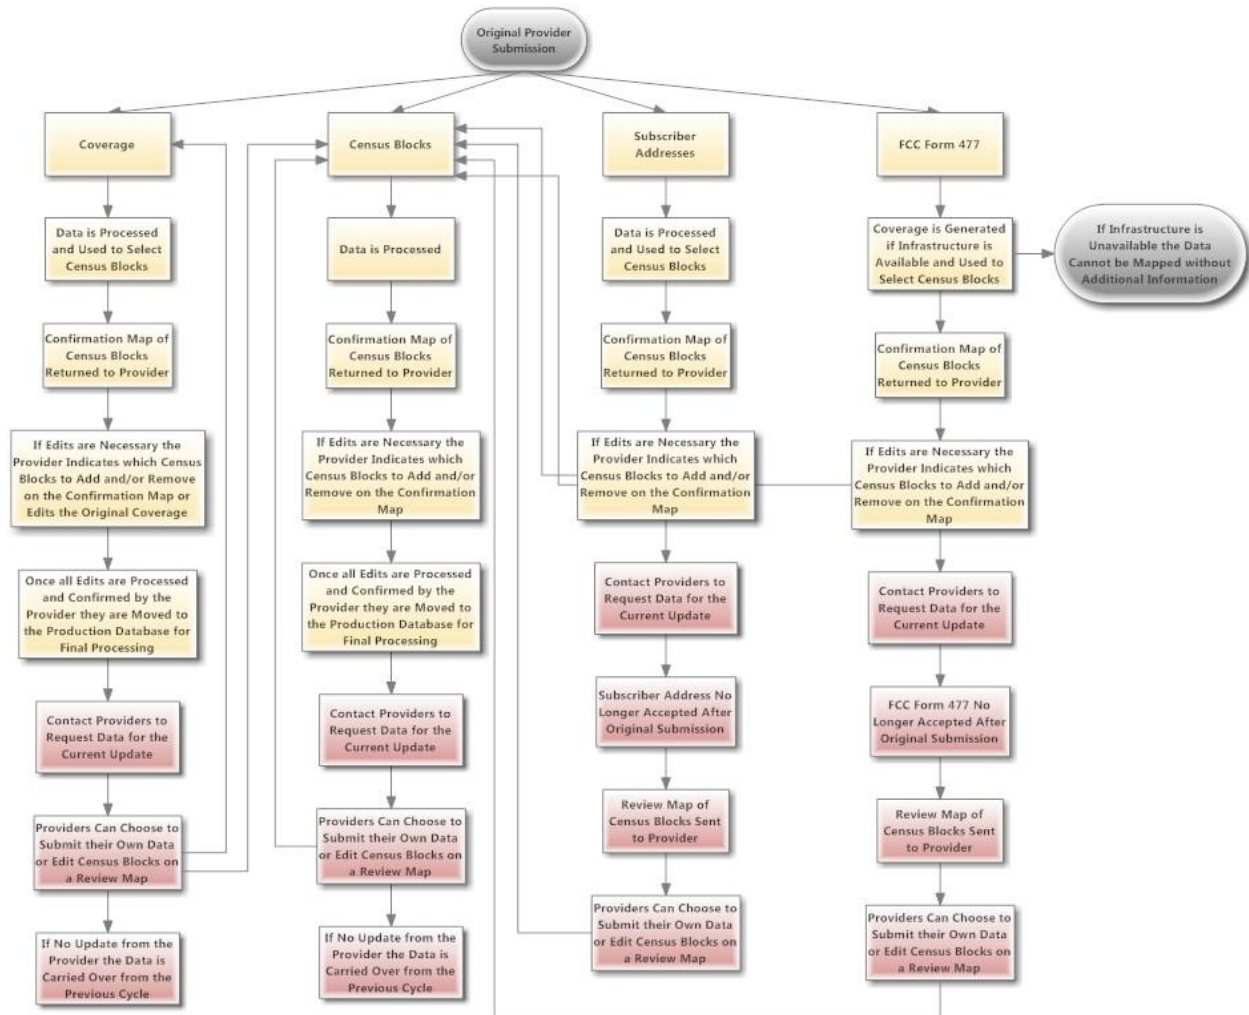 Original Provider
Submission
Coverage
Census Blocks
Subscriber
Addresses
FCC Form 477
Data is Processed
and Used to Select
Census Blocks
Data is Processed
Data is Processed
and Used to Select
Census Blocks
Coverage is Generated
if Infrastructure is
Available and Used to
Select Census Blocks
If Infrastructure is
Unavailable the Data
Cannot be Mapped without
Additional Information
Confirmation Map of
Census Blocks
Returned to Provider
Confirmation Map of
Census Blocks
Returned to Provider
Confirmation Map of
Census Blocks
Returned to Provider
Confirmation Map of
Census Blocks
Returned to Provider
If Edits are Necessary the
Provider Indicates which Census
Blocks to Add and/or Remove
on the Confirmation Map or
Edits the Original Coverage
If Edits are Necessary the
Provider Indicates which
Census Blocks to Add and/or
Remove on the Confirmation
Map
If Edits are Necessary the
Provider Indicates which
Census Blocks to Add and/or
Remove on the Confirmation
Map
If Edits are Necessary the
Provider Indicates which
Census Blocks to Add and/or
Remove on the Confirmation
Map
Once all Edits are Processed
and Confirmed by the
Provider they are Moved to
the Production Database for
Final Processing
Once all Edits are Processed
and Confirmed by the
Provider they are Moved to
the Production Database for
Final Processing
Contact Providers to
Request Data for the
Current Update
Contact Providers to
Request Data for the
Current Update
Contact Providers to
Request Data for the
Current Update
Contact Providers to
Request Data for the
Current Update
Subscriber Address No
Longer Accepted After
Original Submission
FCC Form 477 No
Longer Accepted After
Original Submission
Providers Can Choose to
Submit their Own Data
or Edit Census Blocks on
a Review Map
Providers Can Choose to
Submit their Own Data
or Edit Census Blocks on
a Review Map
Review Map of
Census Blocks Sent
to Provider
Review Map of
Census Blocks Sent
to Provider
If No Update from the
Provider the Data is
Carried Over from the
Previous Cycle
If No Update from the
Provider the Data is
Carried Over from the
Previous Cycle
Providers Can Choose to
Submit their Own Data
or Edit Census Blocks on
a Review Map
Providers Can Choose to
Submit their Own Data
or Edit Census Blocks on
a Review Map